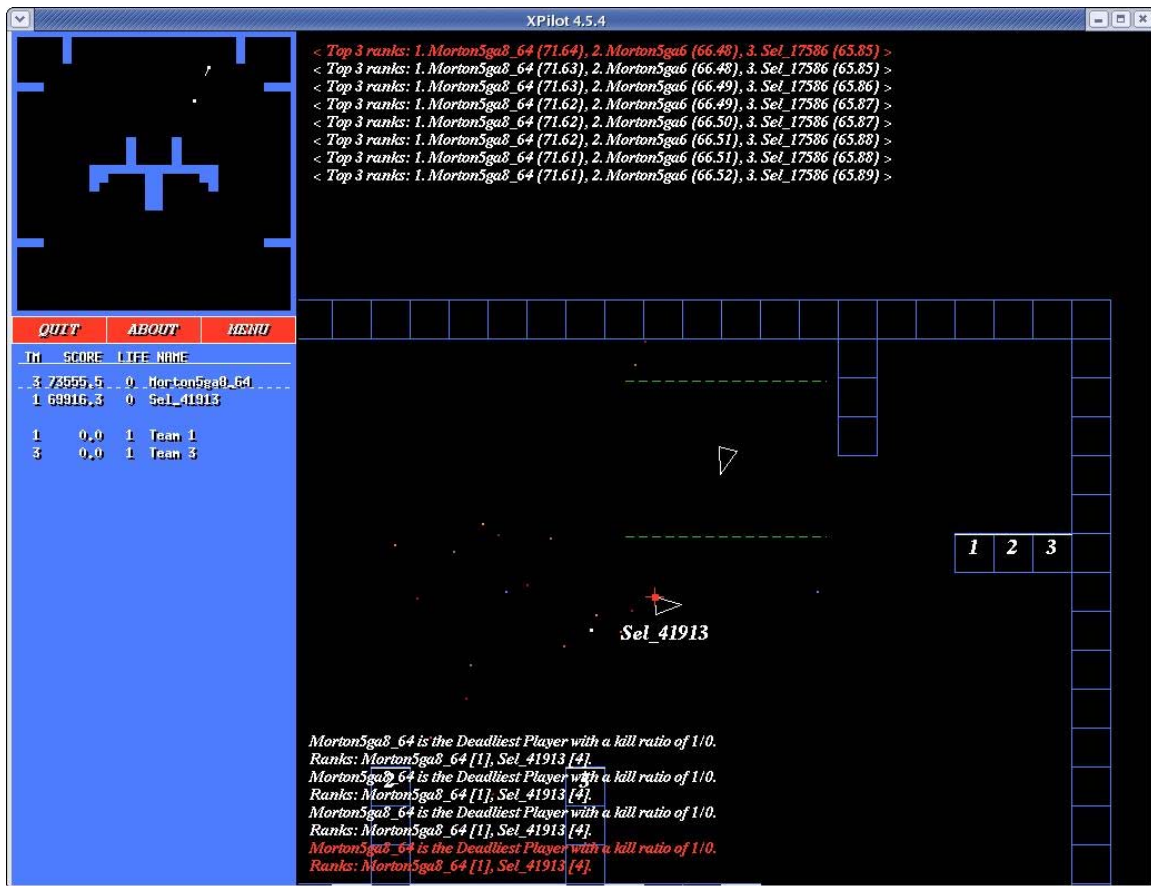 XPilot 4.5.4
< Top 3 ranks: 1. Morton5ga8_64 (71.64), 2. Morton5ga6 (66.48), 3. Sel_17586 (65.85) >
< Top 3 ranks: 1. Morton5ga8_64 (71.63), 2. Morton5ga6 (66.48), 3. Sel_17586 (65.85) >
< Top 3 ranks: 1. Morton5ga8_64 (71.63), 2. Morton5ga6 (66.49), 3. Sel_17586 (65.86) >
< Top 3 ranks: 1. Morton5ga8_64 (71.62), 2. Morton5ga6 (66.49), 3. Sel_17586 (65.87) >
< Top 3 ranks: 1. Morton5ga8_64 (71.62), 2. Morton5ga6 (66.50), 3. Sel_17586 (65.87) >
< Top 3 ranks: 1. Morton5ga8_64 (71.62), 2. Morton5ga6 (66.51), 3. Sel_17586 (65.88) >
< Top 3 ranks: 1. Morton5ga8_64 (71.61), 2. Morton5ga6 (66.51), 3. Sel_17586 (65.88) >
< Top 3 ranks: 1. Morton5ga8_64 (71.61), 2. Morton5ga6 (66.52), 3. Sel_17586 (65.89) >
QUIT ABOUT MENU
TM SCORE LIFE NAME
3 73555.5 0 Morton5ga8_64
1 69916.3 0 Sel_41913
1 0.0 1 Team 1
3 0.0 1 Team 3
1 2 3
Sel_41913
Morton5ga8_64 is the Deadliest Player with a kill ratio of 1/0.
Ranks: Morton5ga8_64 [1], Sel_41913 [4].
Morton5ga8_64 is the Deadliest Player with a kill ratio of 1/0.
2 3
Ranks: Morton5ga8_64 [1], Sel_41913 [4].
Morton5ga8_64 is the Deadliest Player with a kill ratio of 1/0.
Ranks: Morton5ga8_64 [1], Sel_41913 [4].
Morton5ga8_64 is the Deadliest Player with a kill ratio of 1/0.
Ranks: Morton5ga8_64 [1], Sel_41913 [4].